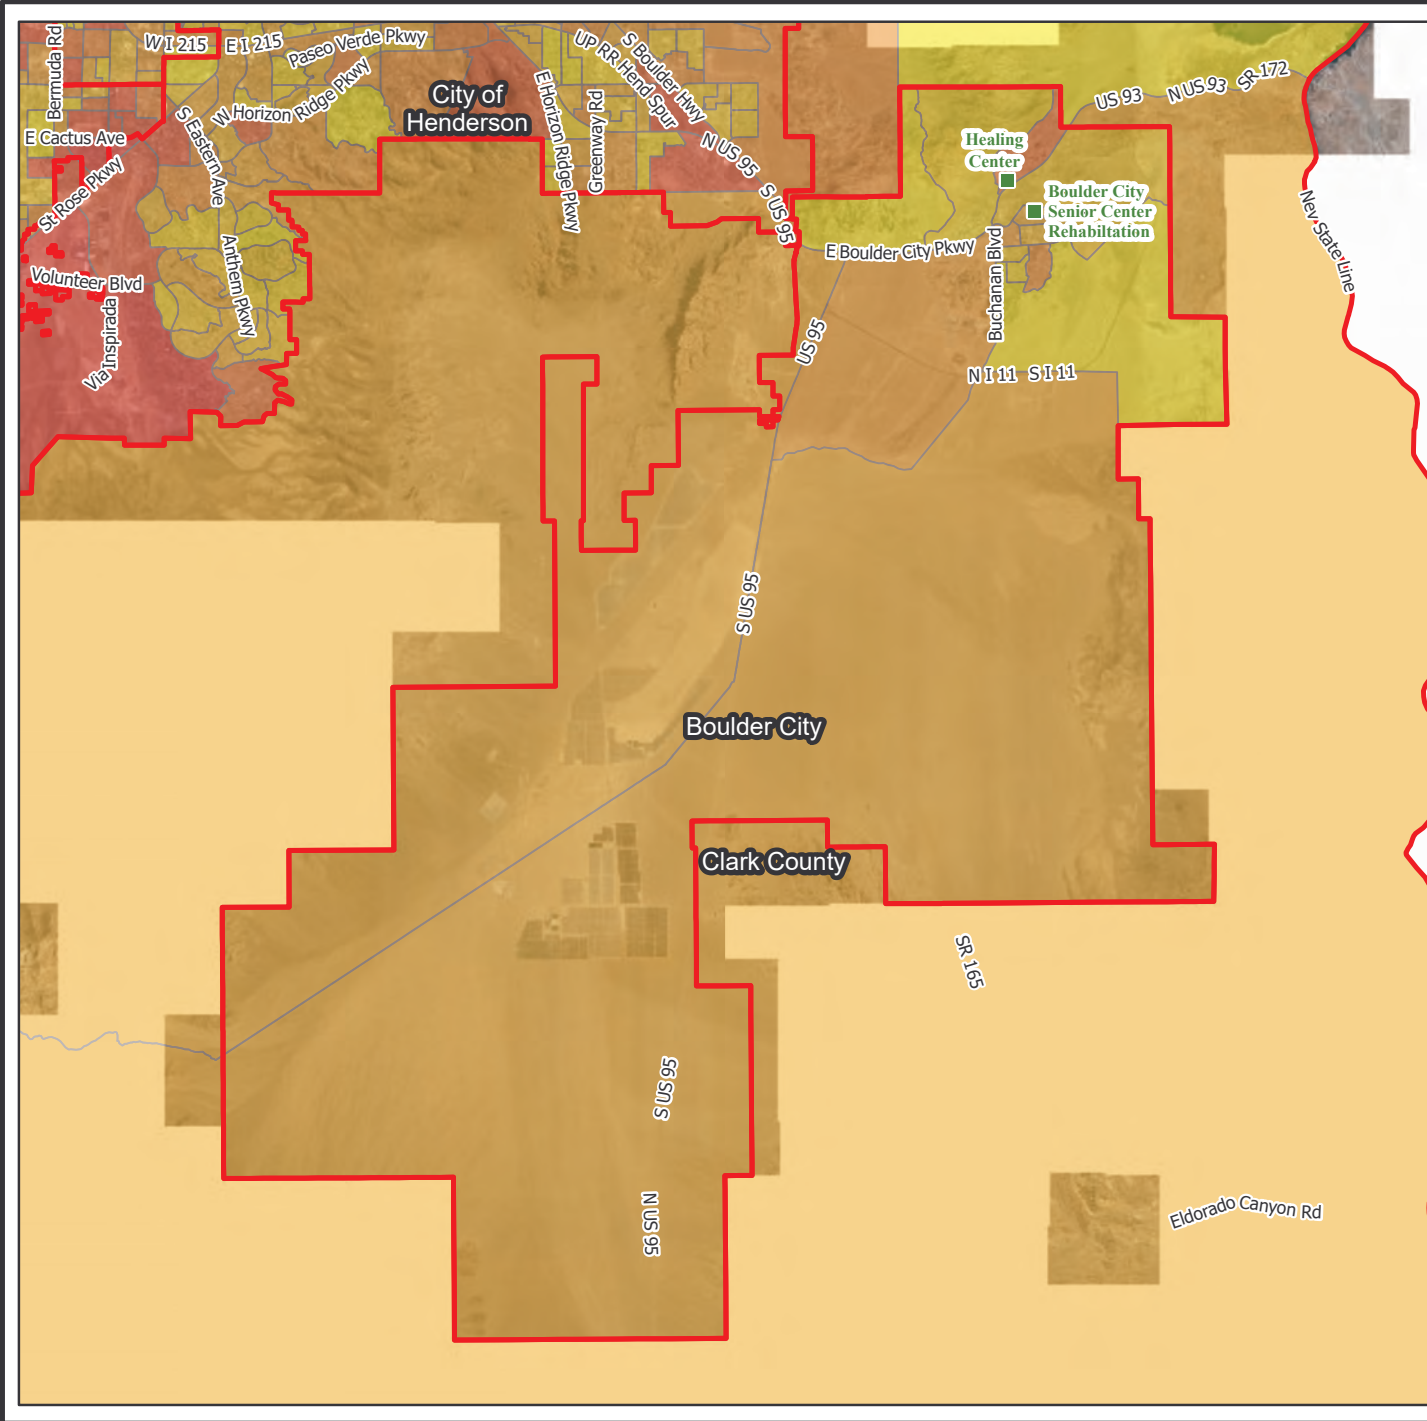 Bermuda Rd
W I 215
E I 215
Paseo Verde Pkwy
UP RR Hend Spur
S Boulder Hwy
City of
Henderson
W Horizon Ridge Pkwy
E Horizon Ridge Pkwy
Greenway Rd
N US 95
US 93
N US 93
SR 172
E Cactus Ave
S Eastern Ave
St Rose Pkwy
Healing
Center
Boulder City
Senior Center
Rehabiltation
S US 95
Nev State Line
Anthem Pkwy
E Boulder City Pkwy
Buchanan Blvd
Volunteer Blvd
Via Inspirada
US 95
N I 11
S I 11
S US 95
Boulder City
Clark County
SR 165
S US 95
N US 95
Eldorado Canyon Rd